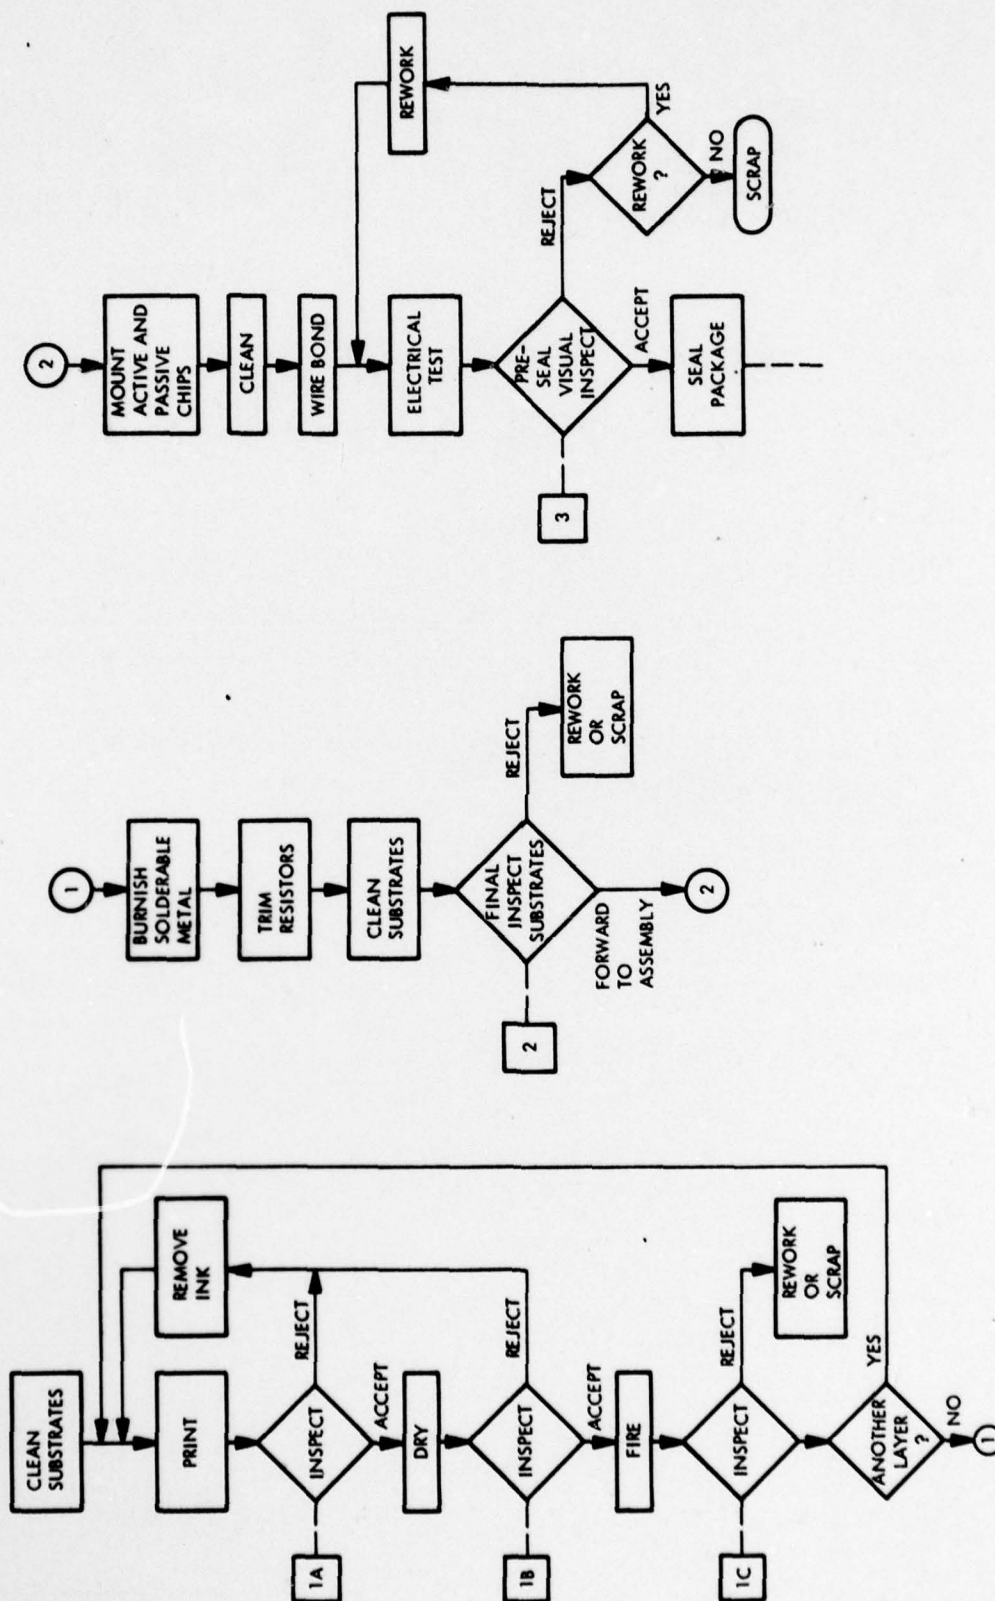 CLEAN
SUBSTRATES
PRINT
REMOVE
INK
INSPECT
1A
REJECT
ACCEPT
DRY
INSPECT
1B
REJECT
ACCEPT
FIRE
INSPECT
1C
REJECT
REWORK
OR
SCRAP
ANOTHER
LAYER
?
YES
NO
1
1
BURNISH
SOLDERABLE
METAL
TRIM
RESISTORS
CLEAN
SUBSTRATES
FINAL
INSPECT
SUBSTRATES
2
REJECT
REWORK
OR
SCRAP
FORWARD
TO
ASSEMBLY
2
2
MOUNT
ACTIVE AND
PASSIVE
CHIPS
CLEAN
WIRE BOND
REWORK
ELECTRICAL
TEST
PRE-
SEAL
VISUAL
INSPECT
3
REJECT
REWORK
?
YES
NO
SCRAP
ACCEPT
SEAL
PACKAGE